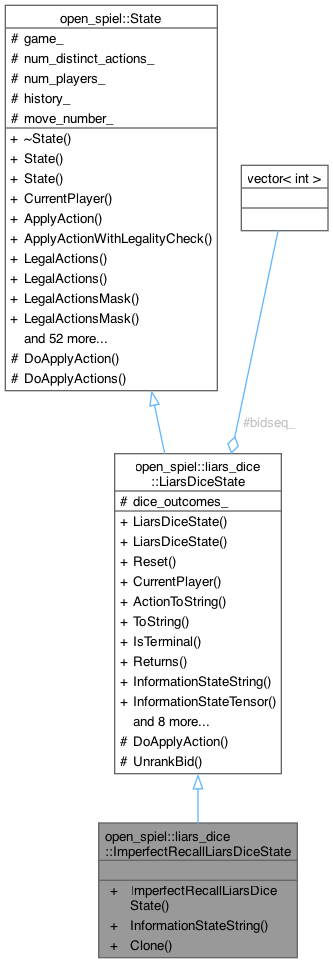 open_spiel::State
# game_
# num_distinct_actions_
# num_players_
# history_
# move_number_
+ ~State()
+ State()
+ State()
+ CurrentPlayer()
+ ApplyAction()
+ ApplyActionWithLegalityCheck()
+ LegalActions()
+ LegalActions()
+ LegalActionsMask()
+ LegalActionsMask()
and 52 more...
# DoApplyAction()
# DoApplyActions()
vector< int >
#bidseq_
open_spiel::liars_dice
::LiarsDiceState
# dice_outcomes_
+ LiarsDiceState()
+ LiarsDiceState()
+ Reset()
+ CurrentPlayer()
+ ActionToString()
+ ToString()
+ IsTerminal()
+ Returns()
+ InformationStateString()
+ InformationStateTensor()
and 8 more...
# DoApplyAction()
# UnrankBid()
open_spiel::liars_dice
::ImperfectRecallLiarsDiceState
+ ImperfectRecallLiarsDice
State()
+ InformationStateString()
+ Clone()